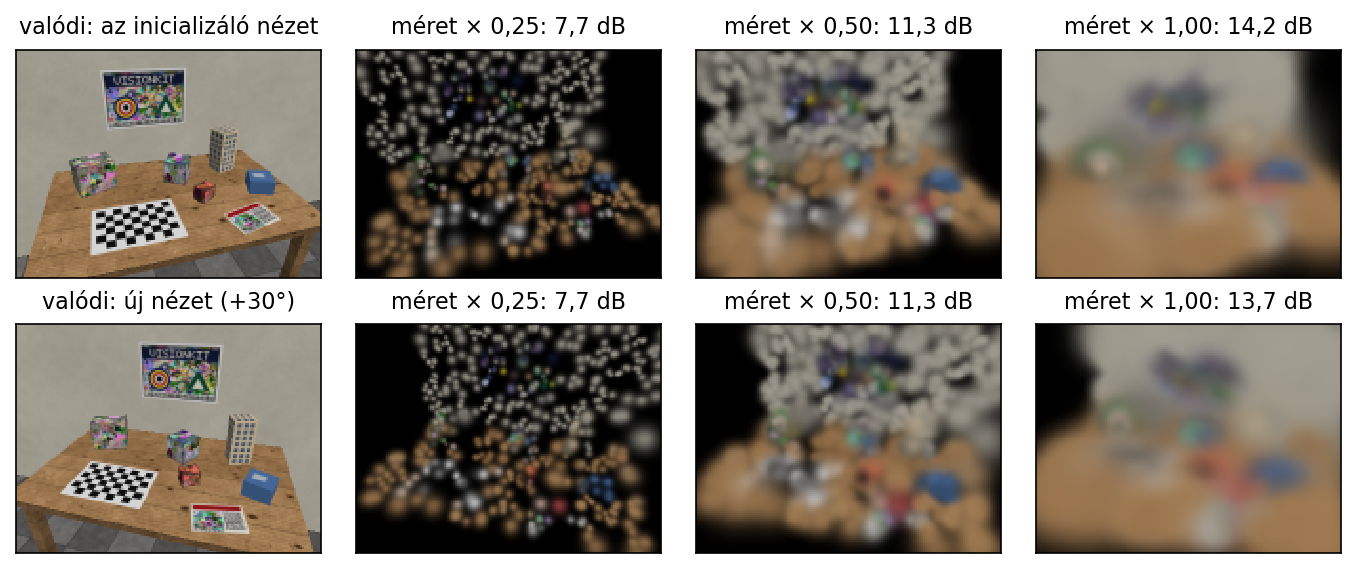 valódi: az inicializáló nézet
méret × 0,25: 7,7 dB
méret × 0,50: 11,3 dB
méret × 1,00: 14,2 dB
VISIONKIT
valódi: új nézet (+30°)
méret × 0,25: 7,7 dB
méret × 0,50: 11,3 dB
méret × 1,00: 13,7 dB
VISIONKIT